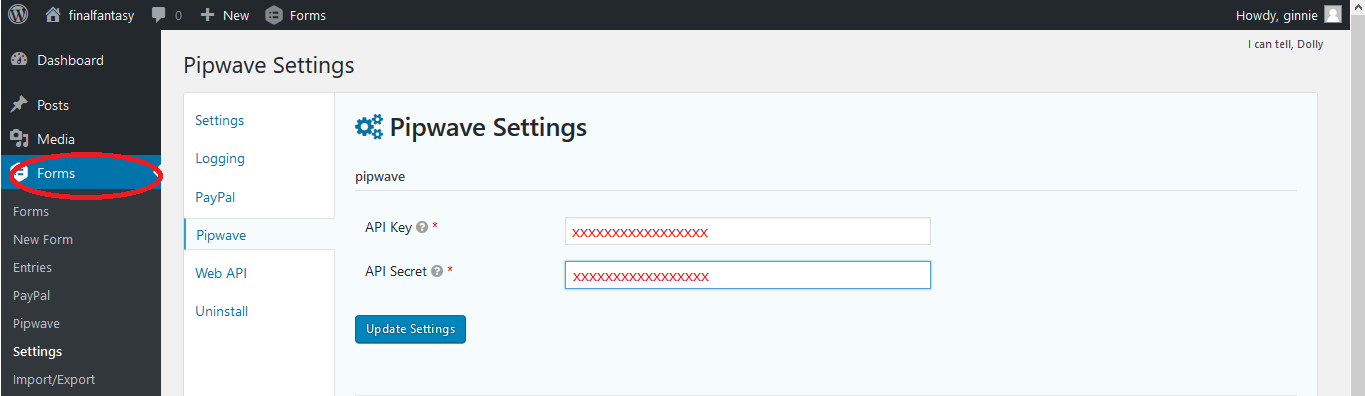 finalfantasy 0 New Forms Howdy, ginnie
I can tell, Dolly
Dashboard
Posts
Media
Forms
Forms
New Form
Entries
PayPal
Pipwave
Settings
Import/Export
Pipwave Settings
Settings
Logging
PayPal
Pipwave
Web API
Uninstall
Pipwave Settings
pipwave
API Key ? * xxxxxxxxxxxxxxxxx
API Secret ? * xxxxxxxxxxxxxxxxx
Update Settings